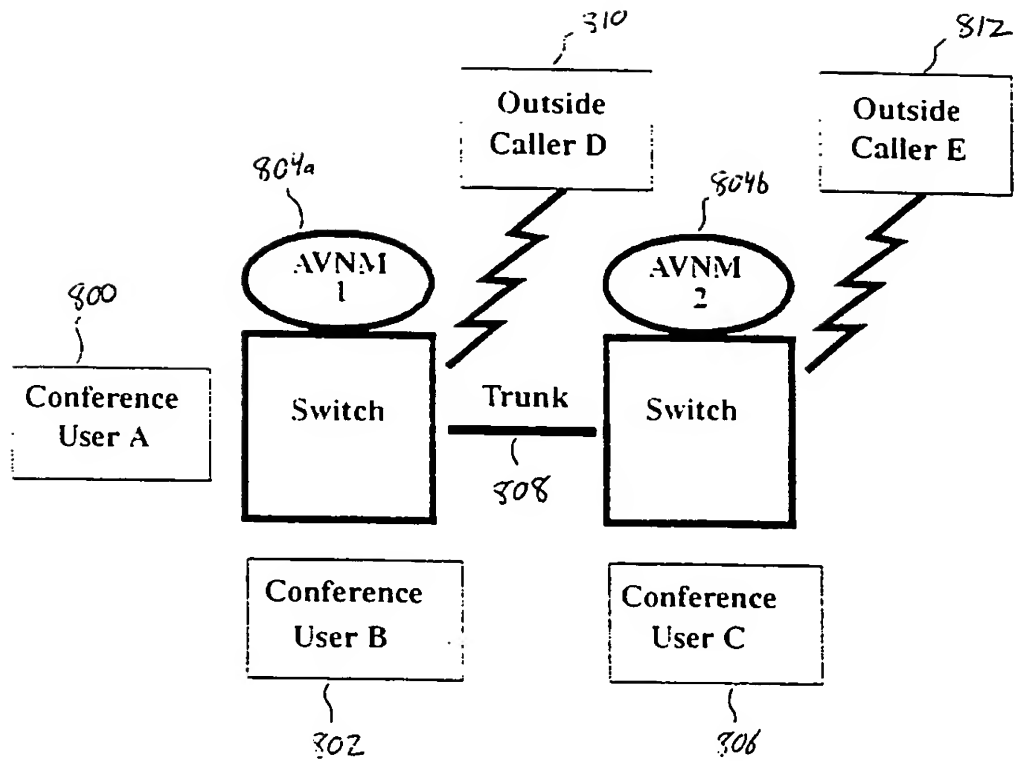 810
812
Outside
Caller D
Outside
Caller E
804a
804b
AVNM
1
AVNM
2
800
Conference
User A
Switch
Trunk
Switch
808
Conference
User B
Conference
User C
802
806